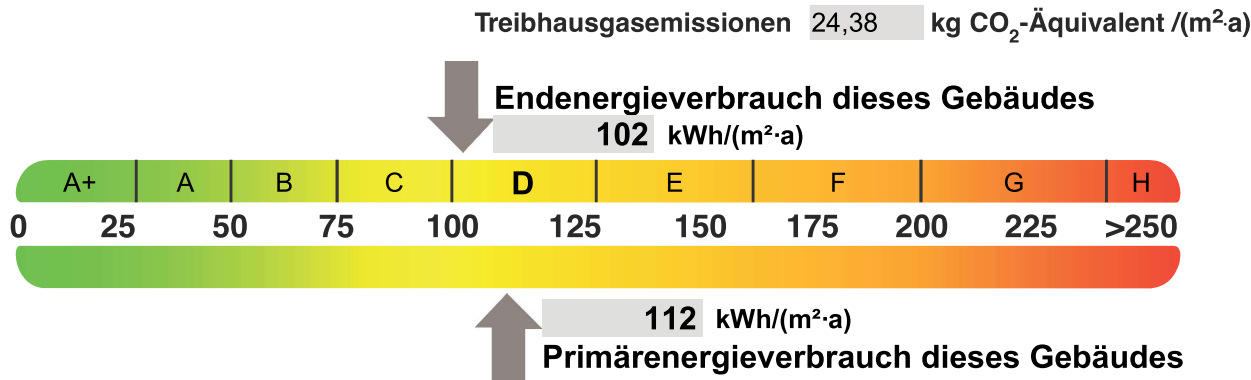 Treibhausgasemissionen 24,38 kg CO₂-Äquivalent /(m²·a)
Endenergieverbrauch dieses Gebäudes
102 kWh/(m²·a)
A+ A B C D E F G H
0 25 50 75 100 125 150 175 200 225 >250
112 kWh/(m²·a)
Primärenergieverbrauch dieses Gebäudes